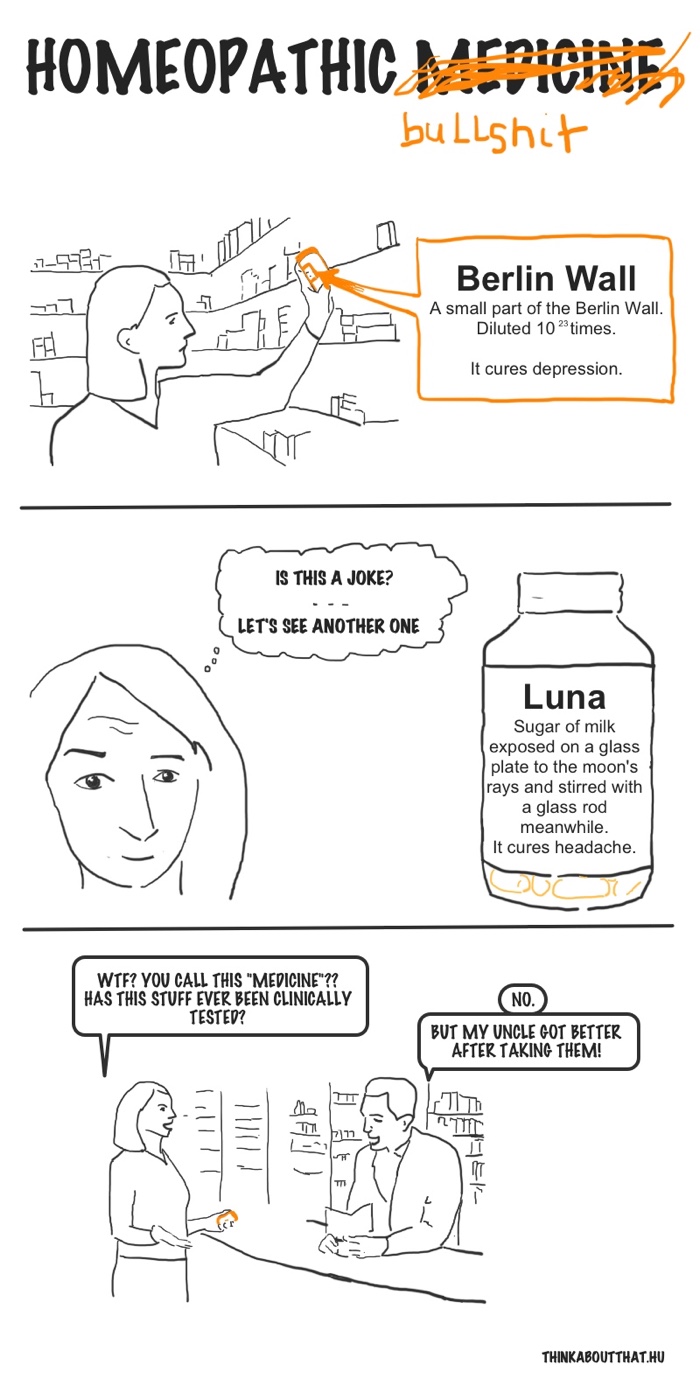 HOMEOPATHIC MEDICINE
bullshit
Berlin Wall
A small part of the Berlin Wall.
Diluted 10 23 times.
It cures depression.
IS THIS A JOKE?
- - -
LET'S SEE ANOTHER ONE
Luna
Sugar of milk
exposed on a glass
plate to the moon's
rays and stirred with
a glass rod
meanwhile.
It cures headache.
WTF? YOU CALL THIS "MEDICINE"??
HAS THIS STUFF EVER BEEN CLINICALLY
TESTED?
NO.
BUT MY UNCLE GOT BETTER
AFTER TAKING THEM!
THINKABOUTTHAT.HU